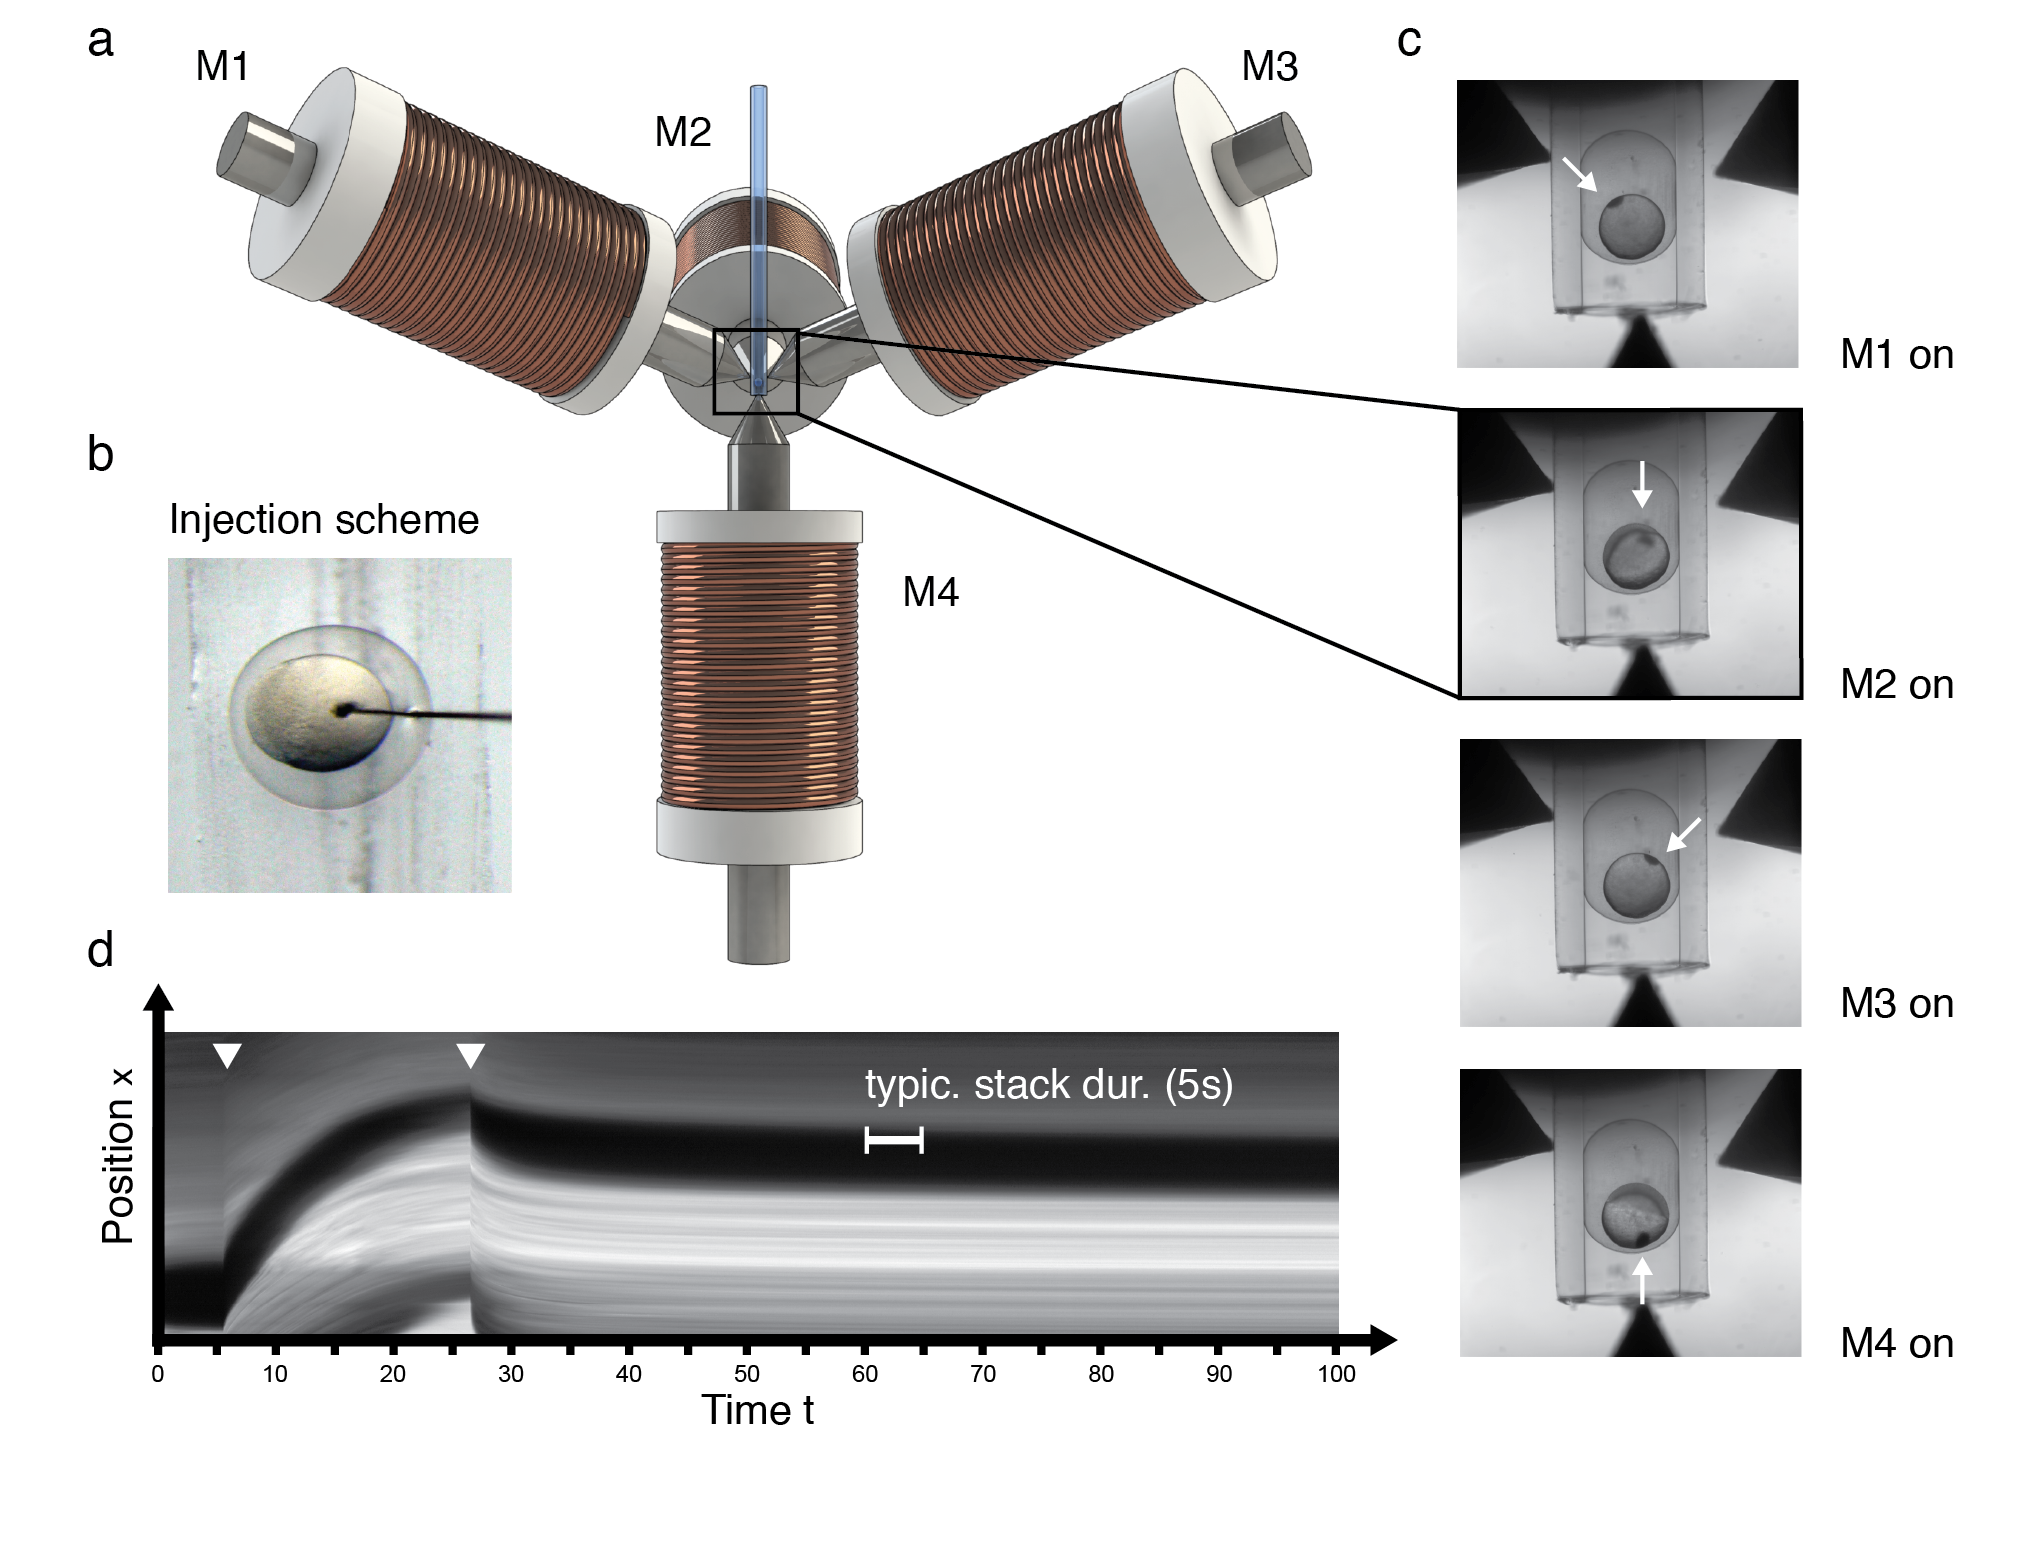 a
M1
M2
M3
c
M1 on
b
Injection scheme
M4
M2 on
M3 on
d
typic. stack dur. (5s)
Position x
0 10 20 30 40 50 60 70 80 90 100
Time t
M4 on